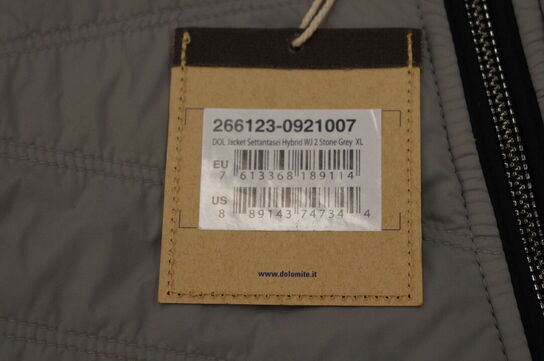 266123-0921007
DOL Jacket Settantasei Hybrid WJ 2 Stone Grey XL
EU
7 613368 189114
US
8 89143 74734 4
www.dolomite.it